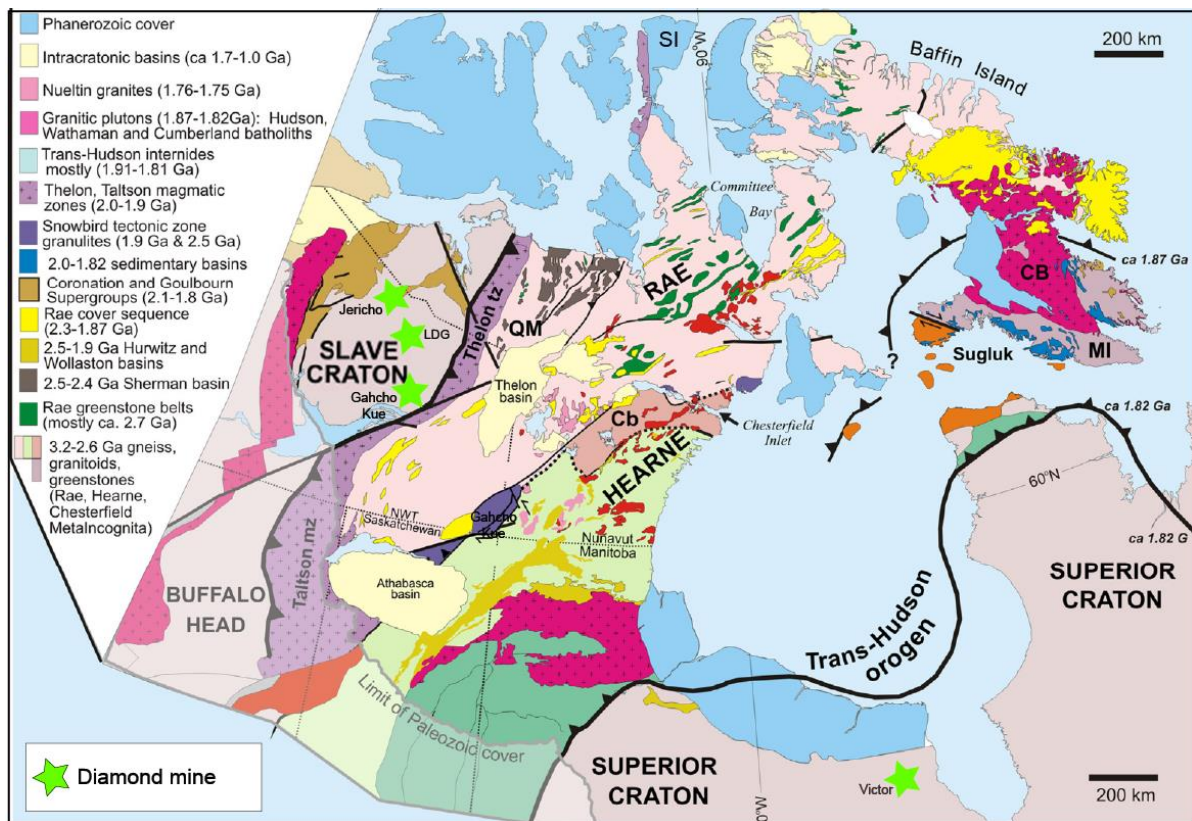 Phanerozoic cover
Intracratonic basins (ca 1.7-1.0 Ga)
Nueltin granites (1.76-1.75 Ga)
Granitic plutons (1.87-1.82Ga): Hudson,
Wathaman and Cumberland batholiths
Trans-Hudson internides
mostly (1.91-1.81 Ga)
Thelon, Taltson magmatic
zones (2.0-1.9 Ga)
Snowbird tectonic zone
granulites (1.9 Ga & 2.5 Ga)
2.0-1.82 sedimentary basins
Coronation and Goulbourn
Supergroups (2.1-1.8 Ga)
Rae cover sequence
(2.3-1.87 Ga)
2.5-1.9 Ga Hurwitz and
Wollaston basins
2.5-2.4 Ga Sherman basin
Rae greenstone belts
(mostly ca. 2.7 Ga)
3.2-2.6 Ga gneiss,
granitoids,
greenstones
(Rae, Hearne,
Chesterfield
MetaIncognita)
Diamond mine
SI
90°W
Baffin Island
200 km
Committee
Bay
ca 1.87 Ga
CB
RAE
Jericho
LDG
Thelon tz
QM
SLAVE
CRATON
Gahcho
Kue
Thelon
basin
Sugluk
MI
?
Cb
Chesterfield
Inlet
HEARNE
ca 1.82 Ga
60°N
NWT
Saskatchewan
Gahcho
Kue
Nunavut
Manitoba
ca 1.82 G
Taltson mz
Athabasca
basin
BUFFALO
HEAD
SUPERIOR
CRATON
Trans-Hudson
orogen
Limit of Paleozoic cover
SUPERIOR
CRATON
Victor
0°W
200 km